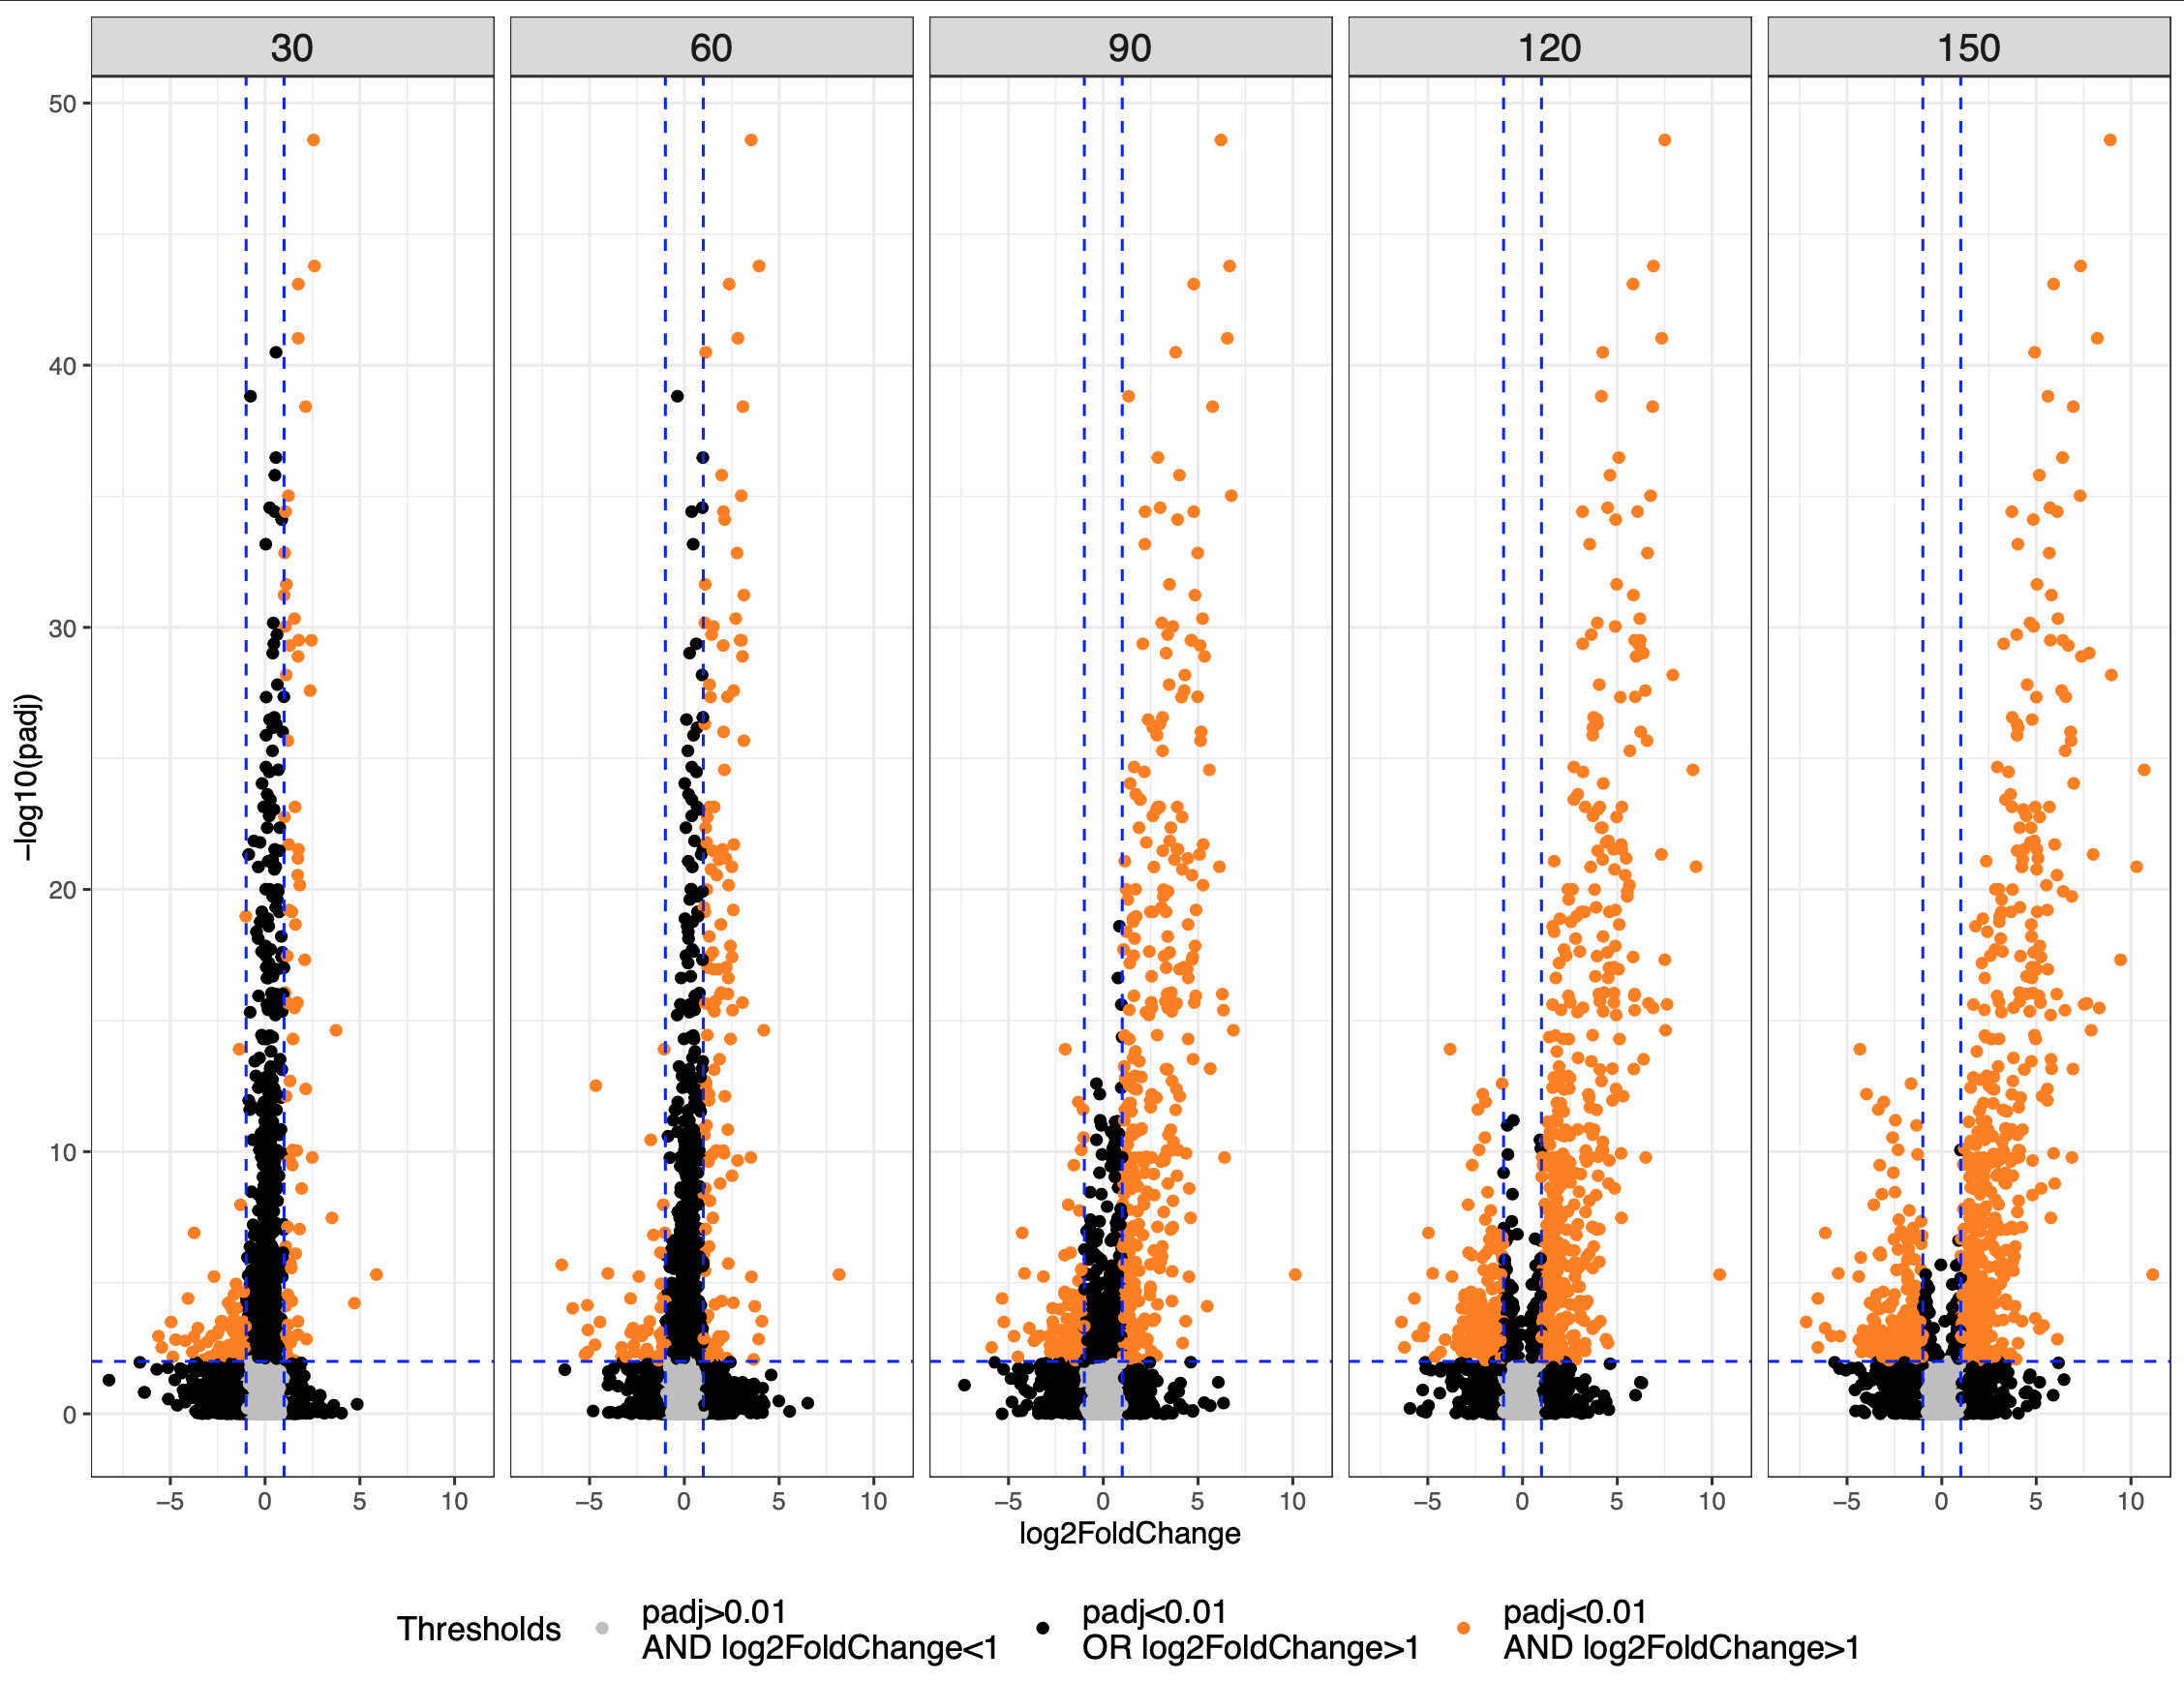 30 60 90 120 150
50
40
30
20
10
0
−log10(padj)
−5 0 5 10 −5 0 5 10 −5 0 5 10 −5 0 5 10 −5 0 5 10
log2FoldChange
Thresholds
padj>0.01
AND log2FoldChange<1
padj<0.01
OR log2FoldChange>1
padj<0.01
AND log2FoldChange>1